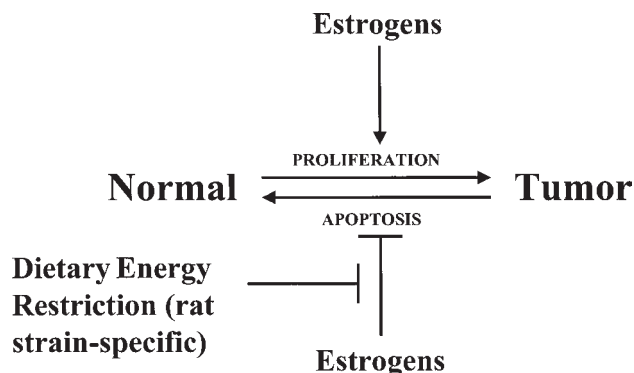 Estrogens
PROLIFERATION
Normal
Tumor
APOPTOSIS
Dietary Energy
Restriction (rat
strain-specific)
Estrogens